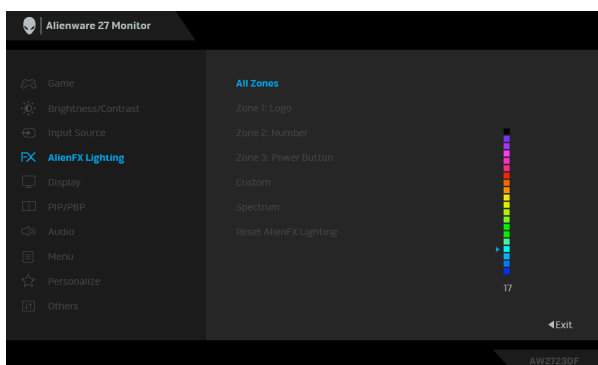 Alienware 27 Monitor
Game
Brightness/Contrast
Input Source
FX AlienFX Lighting
Display
PIP/PBP
Audio
Menu
Personalize
Others
All Zones
Zone 1: Logo
Zone 2: Number
Zone 3: Power Button
Custom
Spectrum
Reset AlienFX Lighting
17
Exit
AW2723DF